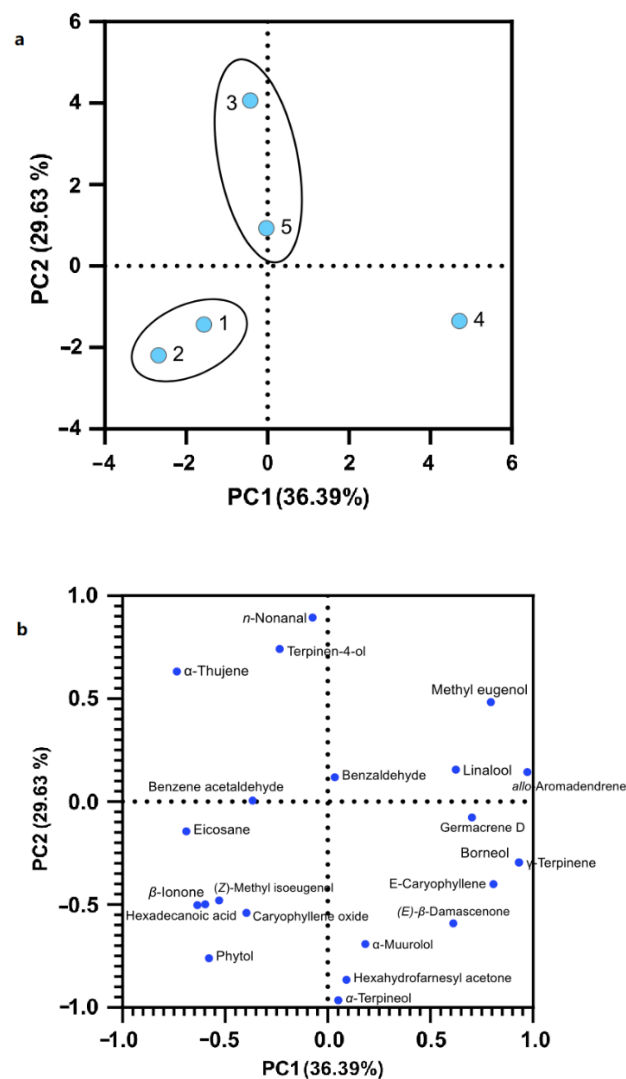 a
6
4
2
0
−2
−4
PC2 (29.63 %)
3
5
1
2
4
−4 −2 0 2 4 6
PC1 (36.39%)
b
1.0
0.5
0.0
−0.5
−1.0
PC2 (29.63 %)
n-Nonanal
Terpinen-4-ol
α-Thujene
Methyl eugenol
Benzaldehyde
Linalool
Benzene acetaldehyde
allo-Aromadendrene
Eicosane
Germacrene D
Borneol
γ-Terpinene
β-Ionone
(Z)-Methyl isoeugenol
E-Caryophyllene
Hexadecanoic acid
Caryophyllene oxide
(E)-β-Damascenone
Phytol
α-Muurolol
Hexahydrofarnesyl acetone
α-Terpineol
−1.0 −0.5 0.0 0.5 1.0
PC1 (36.39%)